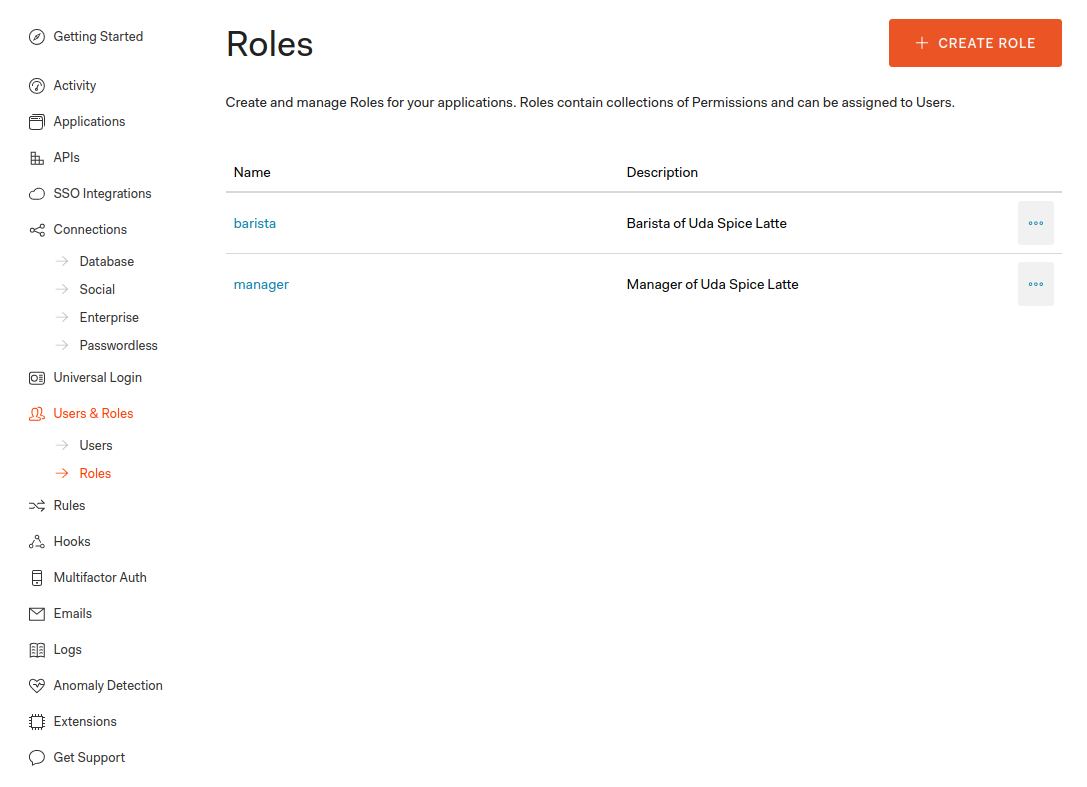 Getting Started
Activity
Applications
APIs
SSO Integrations
Connections
Database
Social
Enterprise
Passwordless
Universal Login
Users & Roles
Users
Roles
Rules
Hooks
Multifactor Auth
Emails
Logs
Anomaly Detection
Extensions
Get Support
Roles
+ CREATE ROLE
Create and manage Roles for your applications. Roles contain collections of Permissions and can be assigned to Users.
Name Description
barista Barista of Uda Spice Latte
manager Manager of Uda Spice Latte